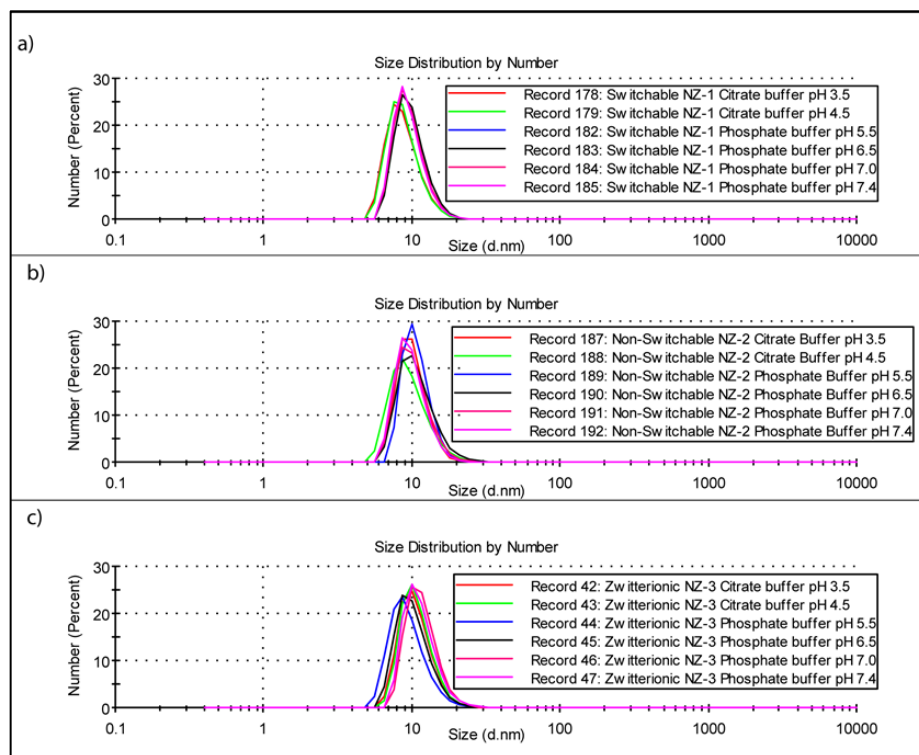 a)
Size Distribution by Number
Number (Percent)
30
20
10
0
0.1 1 10 100 1000 10000
Size (d.nm)
Record 178: Switchable NZ-1 Citrate buffer pH 3.5
Record 179: Switchable NZ-1 Citrate buffer pH 4.5
Record 182: Switchable NZ-1 Phosphate buffer pH 5.5
Record 183: Switchable NZ-1 Phosphate buffer pH 6.5
Record 184: Switchable NZ-1 Phosphate buffer pH 7.0
Record 185: Switchable NZ-1 Phosphate buffer pH 7.4
b)
Size Distribution by Number
Number (Percent)
30
20
10
0
0.1 1 10 100 1000 10000
Size (d.nm)
Record 187: Non-Switchable NZ-2 Citrate Buffer pH 3.5
Record 188: Non-Switchable NZ-2 Citrate Buffer pH 4.5
Record 189: Non-Switchable NZ-2 Phosphate Buffer pH 5.5
Record 190: Non-Switchable NZ-2 Phosphate Buffer pH 6.5
Record 191: Non-Switchable NZ-2 Phosphate Buffer pH 7.0
Record 192: Non-Switchable NZ-2 Phosphate Buffer pH 7.4
c)
Size Distribution by Number
Number (Percent)
30
20
10
0
0.1 1 10 100 1000 10000
Size (d.nm)
Record 42: Zwitterionic NZ-3 Citrate buffer pH 3.5
Record 43: Zwitterionic NZ-3 Citrate buffer pH 4.5
Record 44: Zwitterionic NZ-3 Phosphate buffer pH 5.5
Record 45: Zwitterionic NZ-3 Phosphate buffer pH 6.5
Record 46: Zwitterionic NZ-3 Phosphate buffer pH 7.0
Record 47: Zwitterionic NZ-3 Phosphate buffer pH 7.4